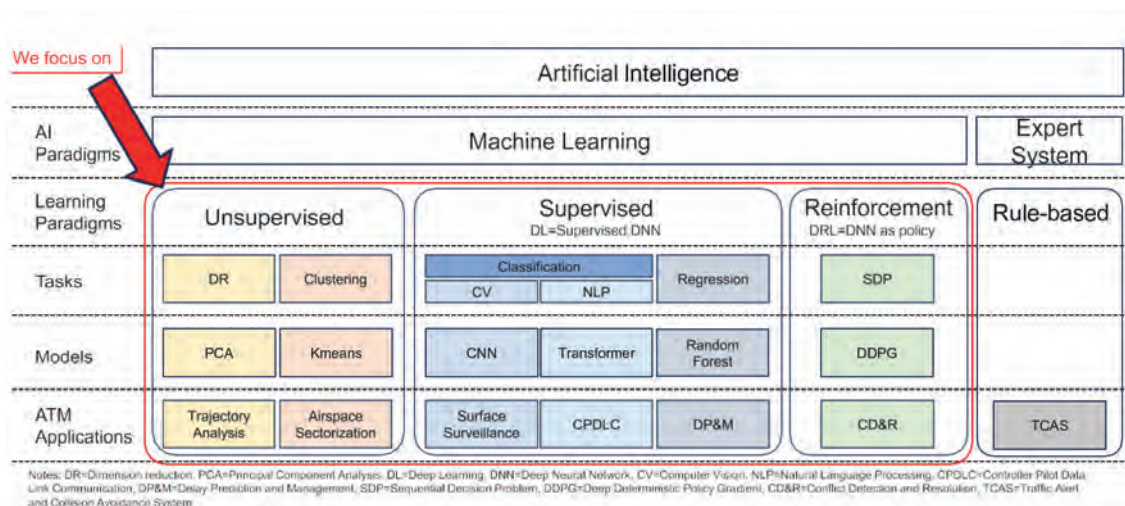 We focus on
Artificial Intelligence
AI
Paradigms
Machine Learning
Expert
System
Learning
Paradigms
Unsupervised
Supervised
DL=Supervised DNN
Reinforcement
DRL=DNN as policy
Rule-based
Tasks
DR
Clustering
Classification
CV
NLP
Regression
SDP
Models
PCA
Kmeans
CNN
Transformer
Random
Forest
DDPG
ATM
Applications
Trajectory
Analysis
Airspace
Sectorization
Surface
Surveillance
CPDLC
DP&M
CD&R
TCAS
Notes: DR=Dimension reduction, PCA=Principal Component Analysis, DL=Deep Learning, DNN=Deep Neural Network, CV=Computer Vision, NLP=Natural Language Processing, CPDLC=Controller Pilot Data
Link Communication, DP&M=Delay Prediction and Management, SDP=Sequential Decision Problem, DDPG=Deep Deterministic Policy Gradient, CD&R=Conflict Detection and Resolution, TCAS=Traffic Alert
and Collision Avoidance System